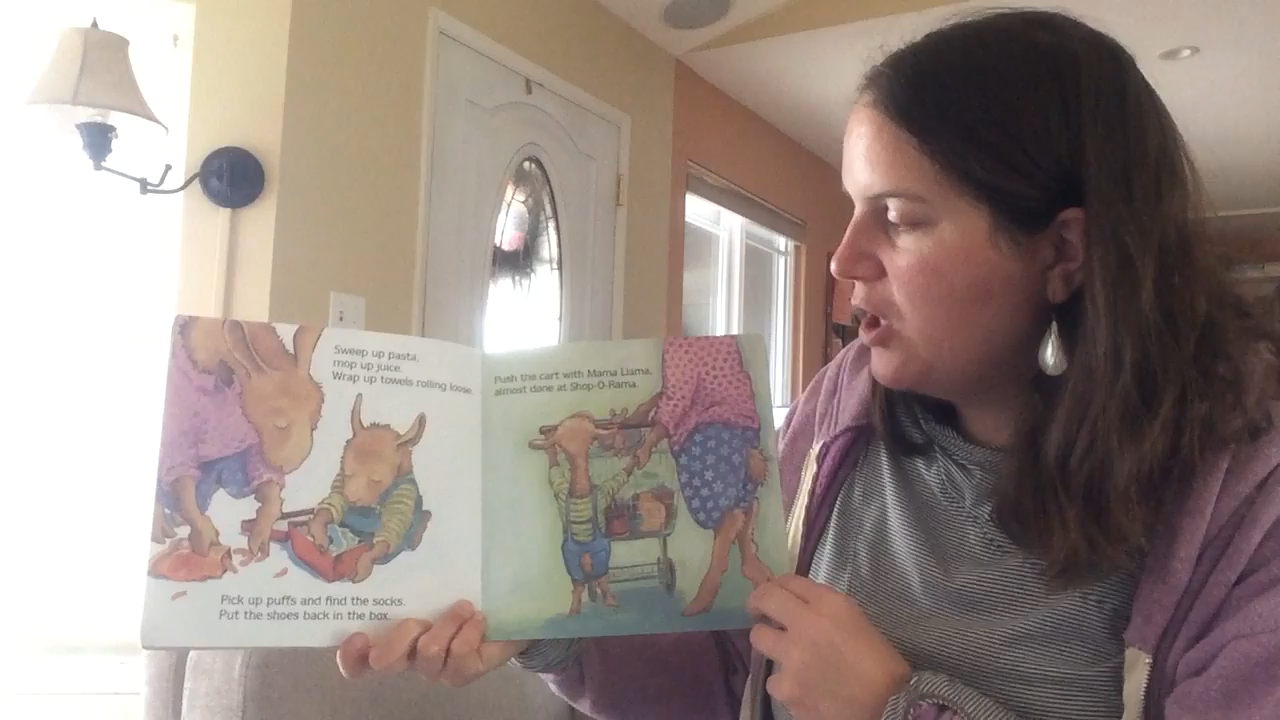 Sweep up pasta,
mop up juice.
Wrap up towels rolling loose.
Pick up puffs and find the socks.
Put the shoes back in the box.
Push the cart with Mama Llama,
almost done at Shop-O-Rama.